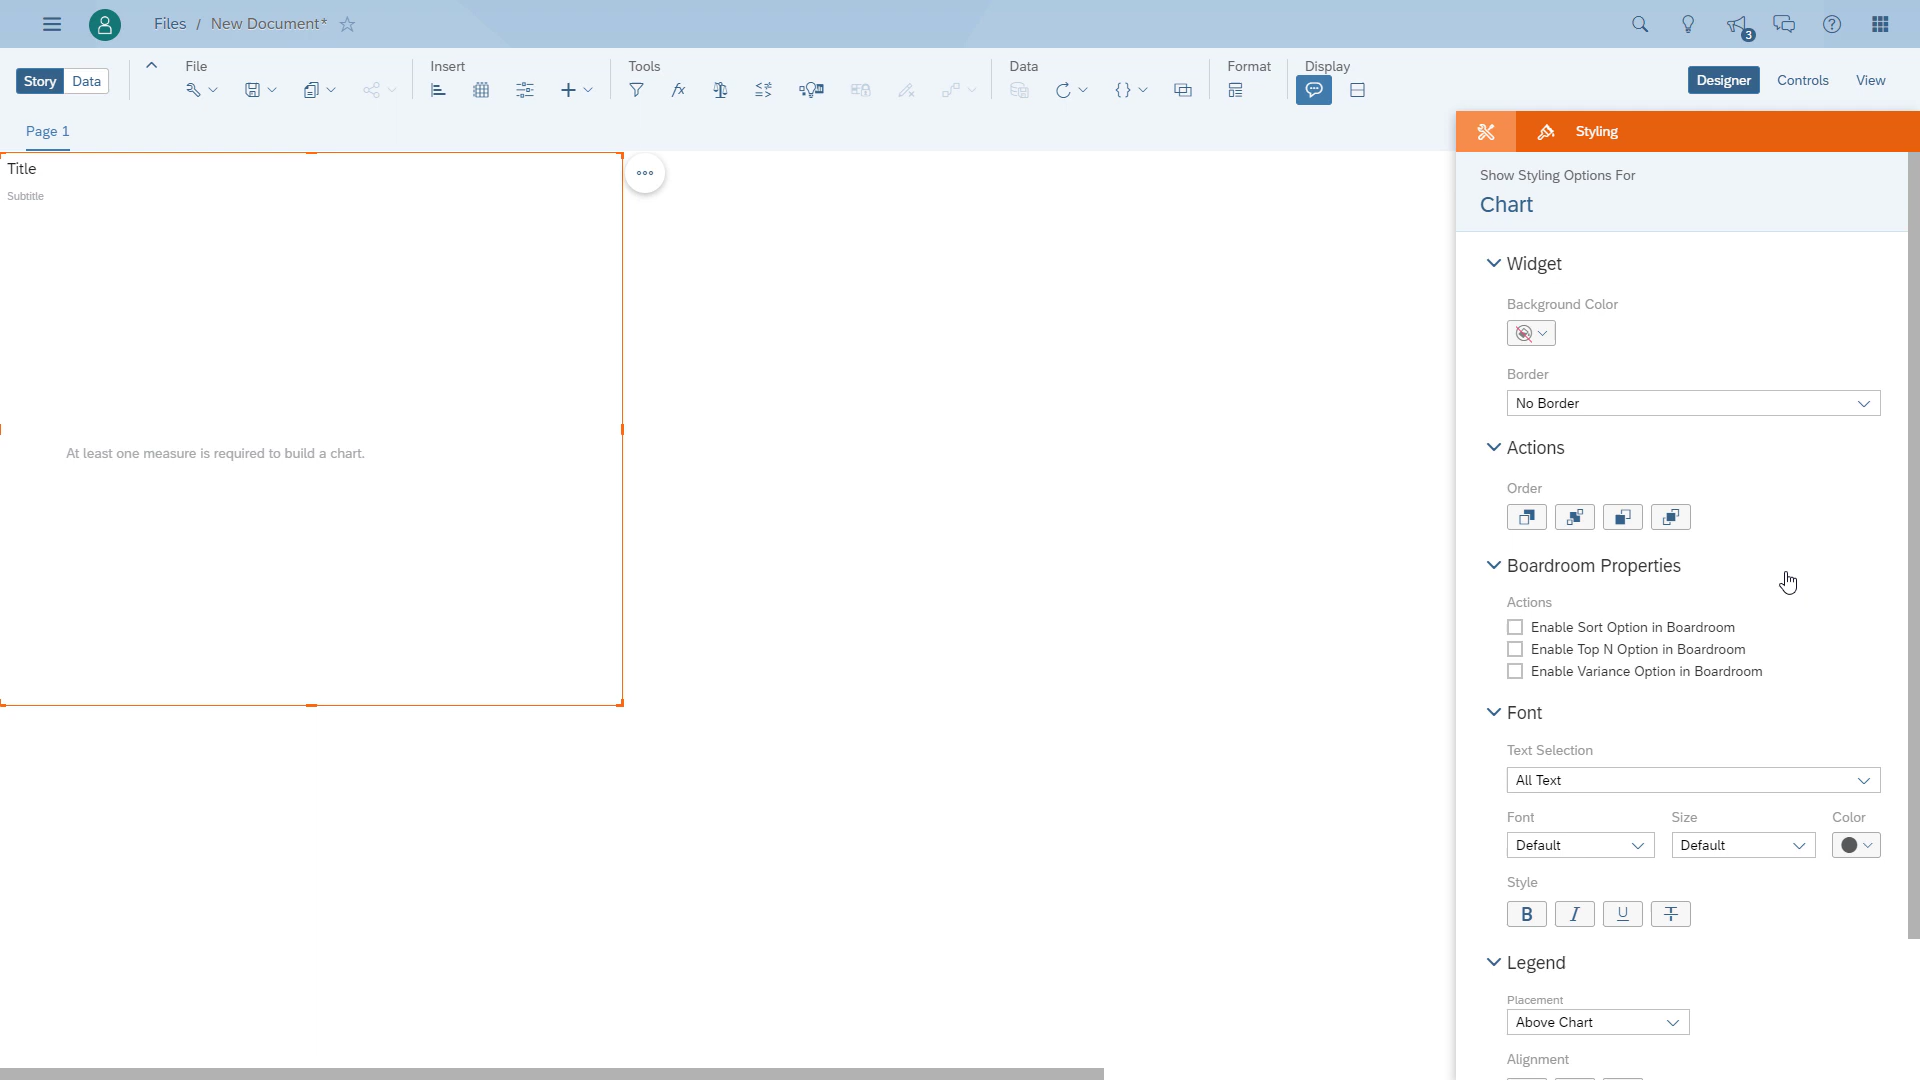 Files / New Document*
3
Story Data
File
Insert
Tools
Data
Format
Display
Designer Controls View
Page 1
Styling
Title
Subtitle
At least one measure is required to build a chart.
Show Styling Options For
Chart
Widget
Background Color
Border
No Border
Actions
Order
Boardroom Properties
Actions
Enable Sort Option in Boardroom
Enable Top N Option in Boardroom
Enable Variance Option in Boardroom
Font
Text Selection
All Text
Font Size Color
Default Default
Style
B I U T
Legend
Placement
Above Chart
Alignment